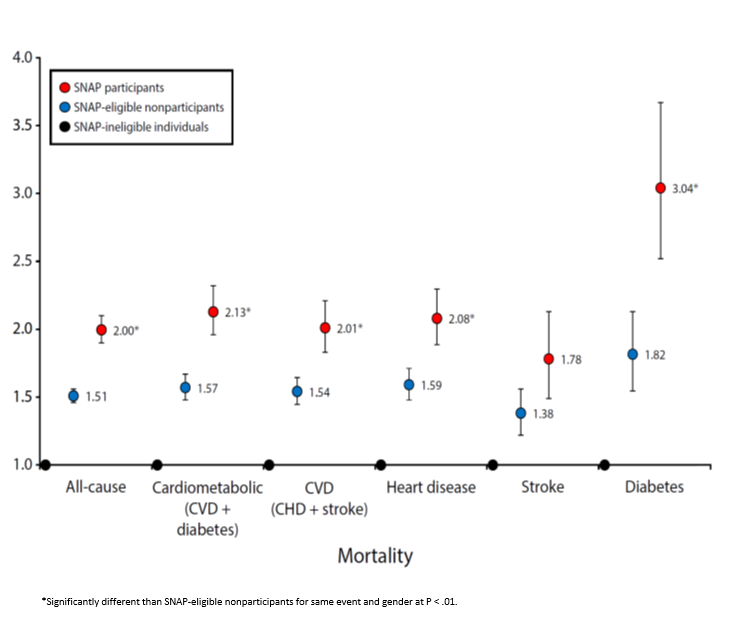 4.0
SNAP participants
SNAP-eligible nonparticipants
3.5
SNAP-ineligible individuals
3.0
3.04*
2.5
2.13*
2.0
2.00*
2.01*
2.08*
1.78
1.82
1.5
1.51
1.57
1.54
1.59
1.38
1.0
All-cause
Cardiometabolic
(CVD +
diabetes)
CVD
(CHD + stroke)
Heart disease
Stroke
Diabetes
Mortality
*Significantly different than SNAP-eligible nonparticipants for same event and gender at P < .01.